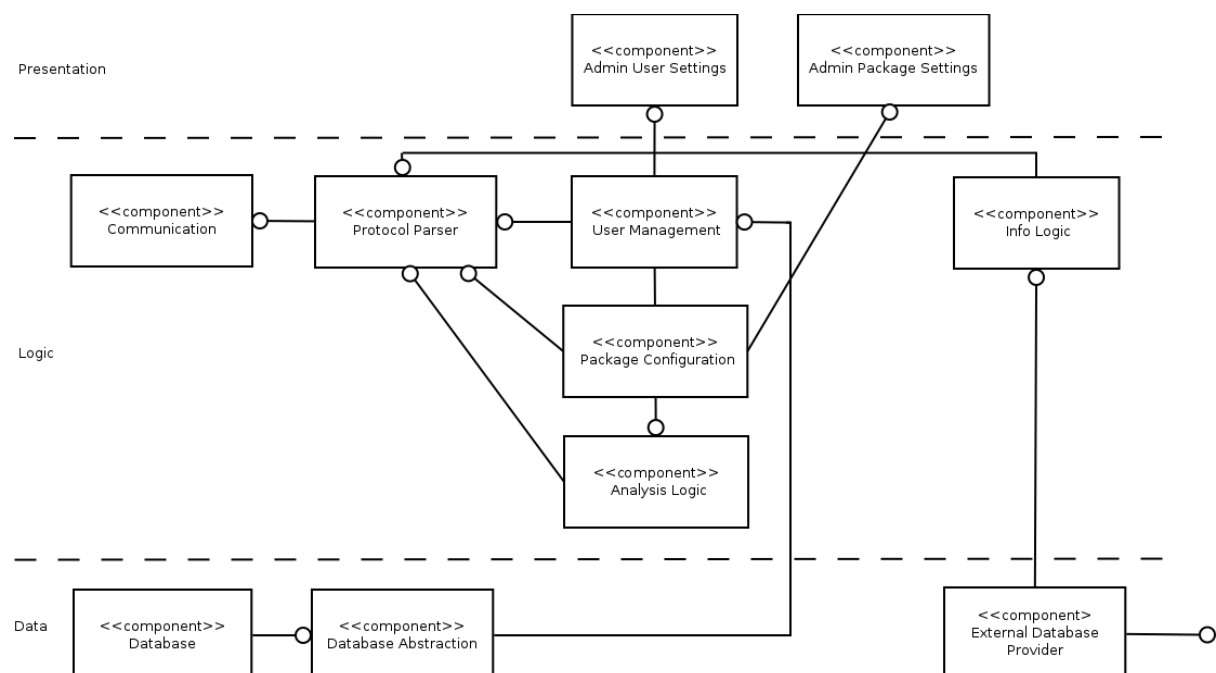 Presentation
<<component>>
Admin User Settings
<<component>>
Admin Package Settings
<<component>>
Communication
<<component>>
Protocol Parser
<<component>>
User Management
<<component>>
Info Logic
Logic
<<component>>
Package Configuration
<<component>>
Analysis Logic
Data
<<component>>
Database
<<component>>
Database Abstraction
<<component>
External Database
Provider